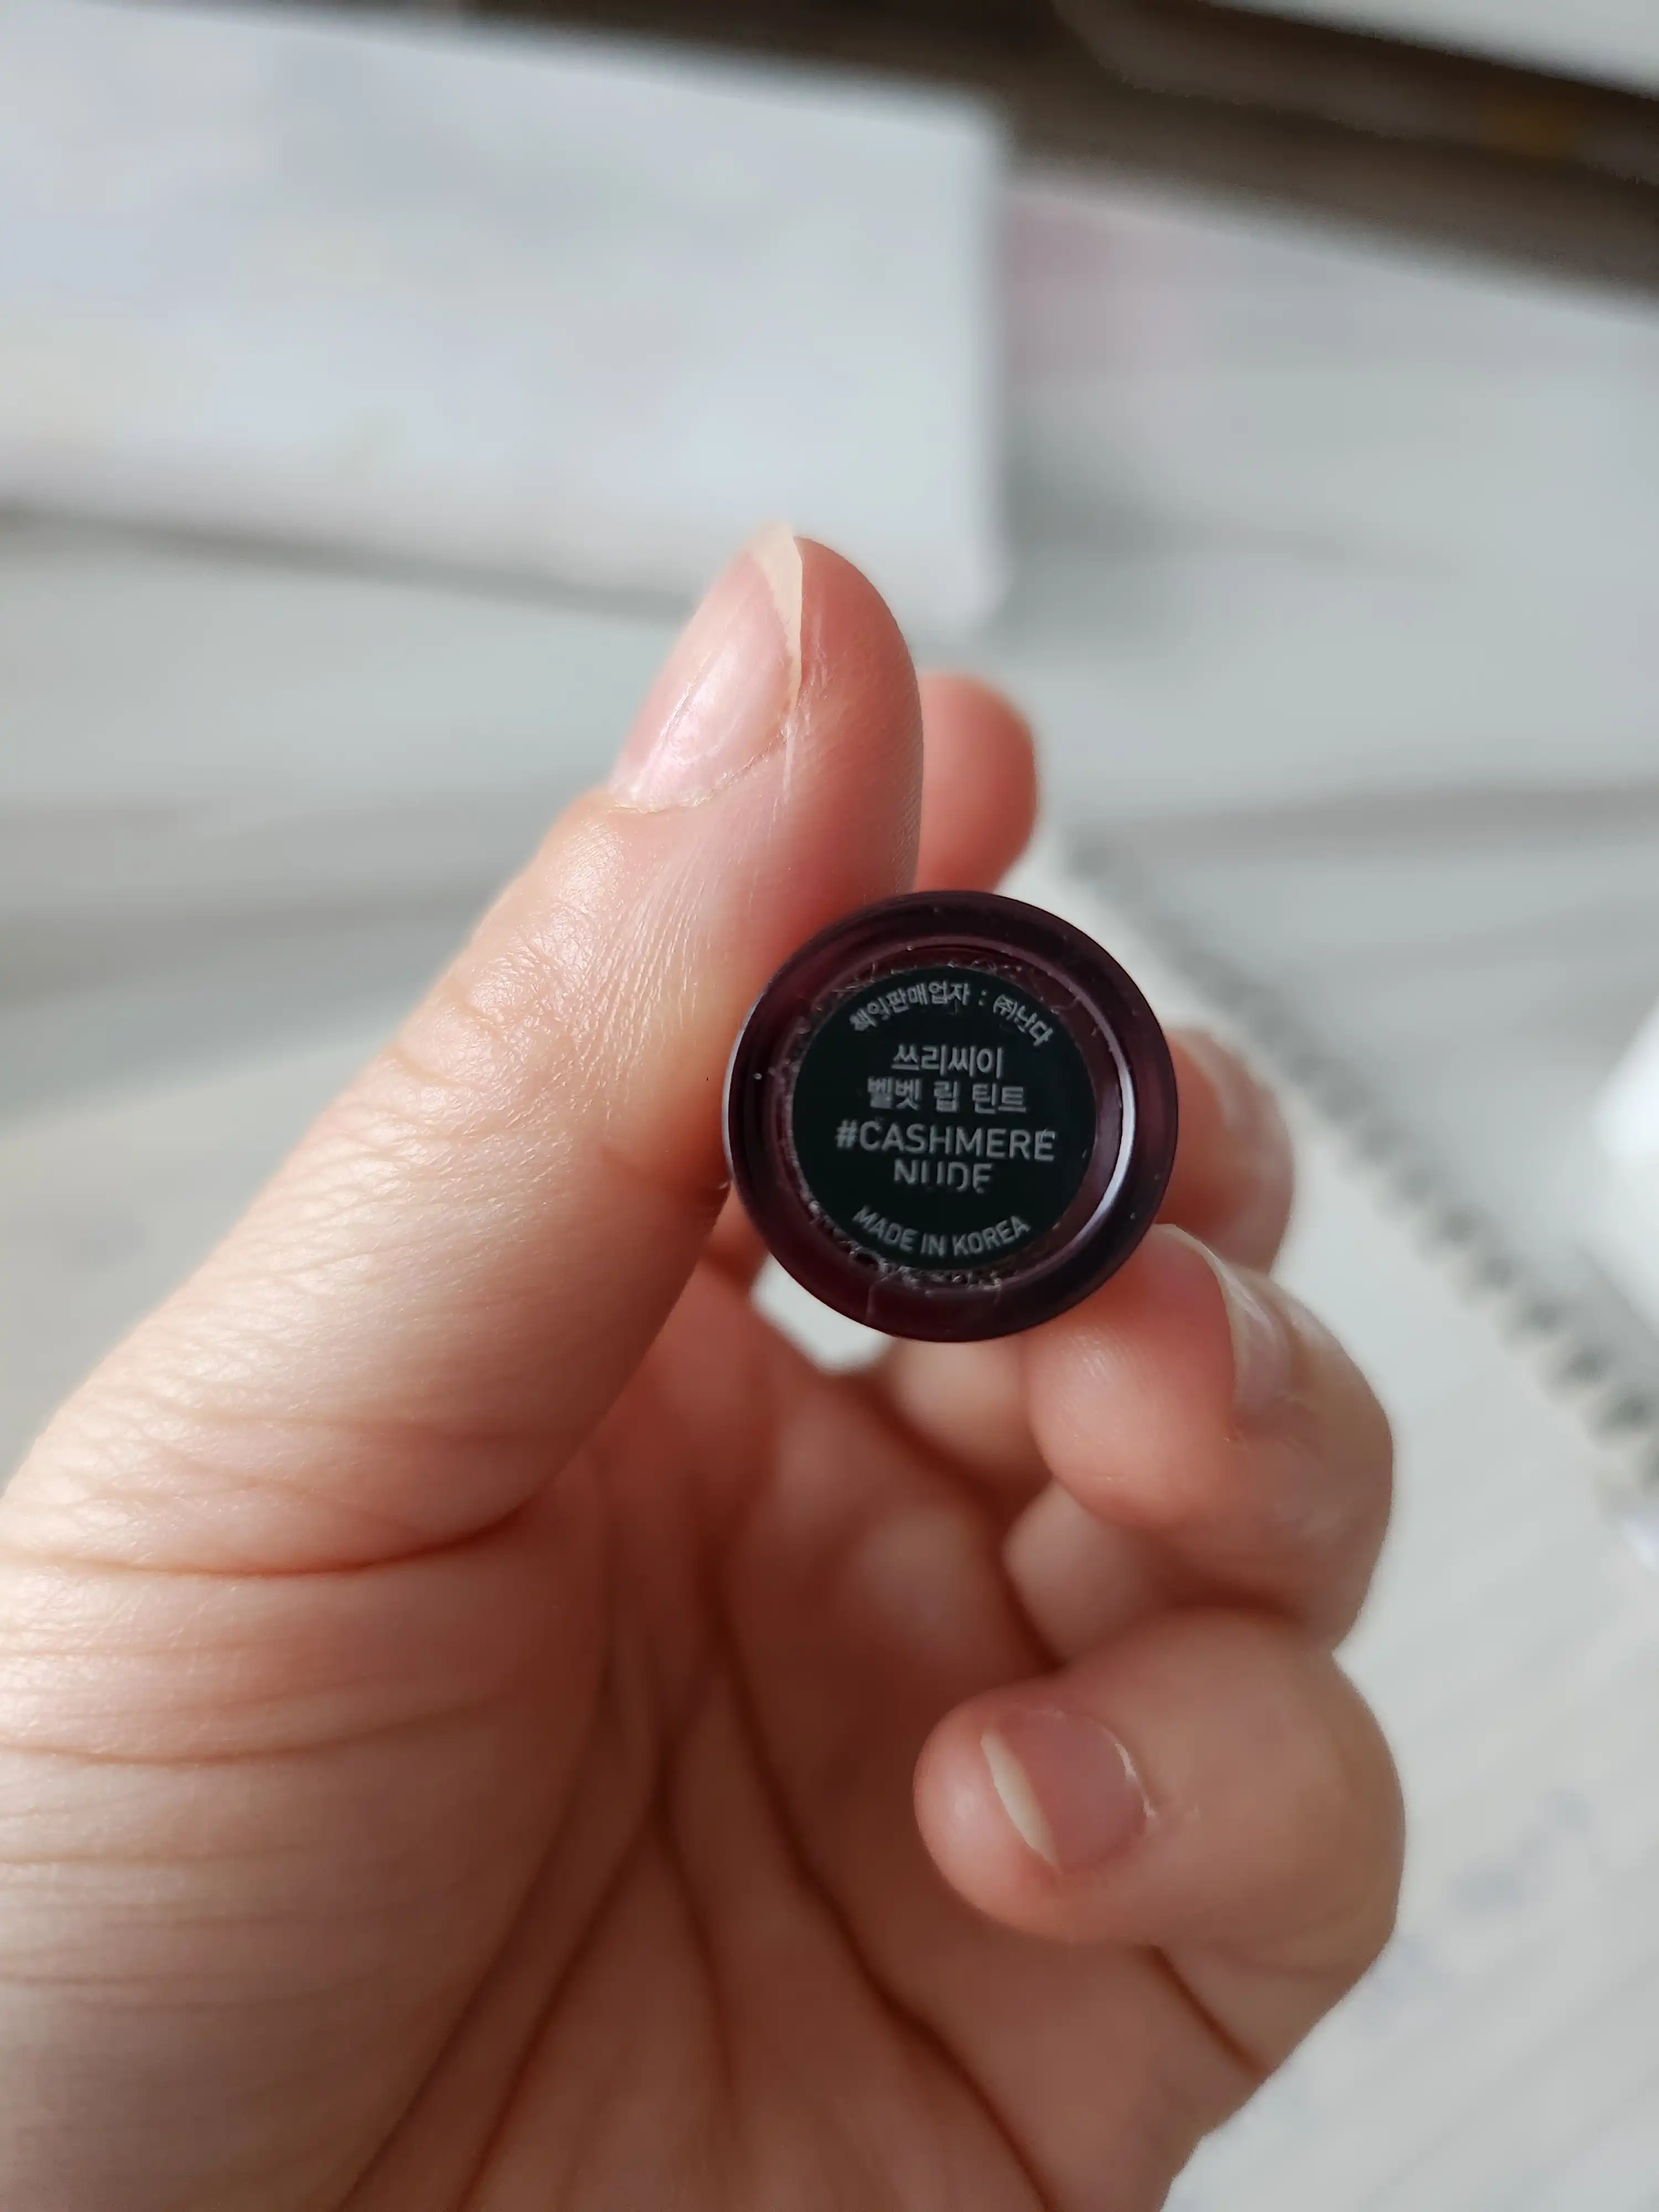 책임판매업자 : ㈜난다
쓰리씨이
벨벳 립 틴트
#CASHMERE
NUDE
MADE IN KOREA